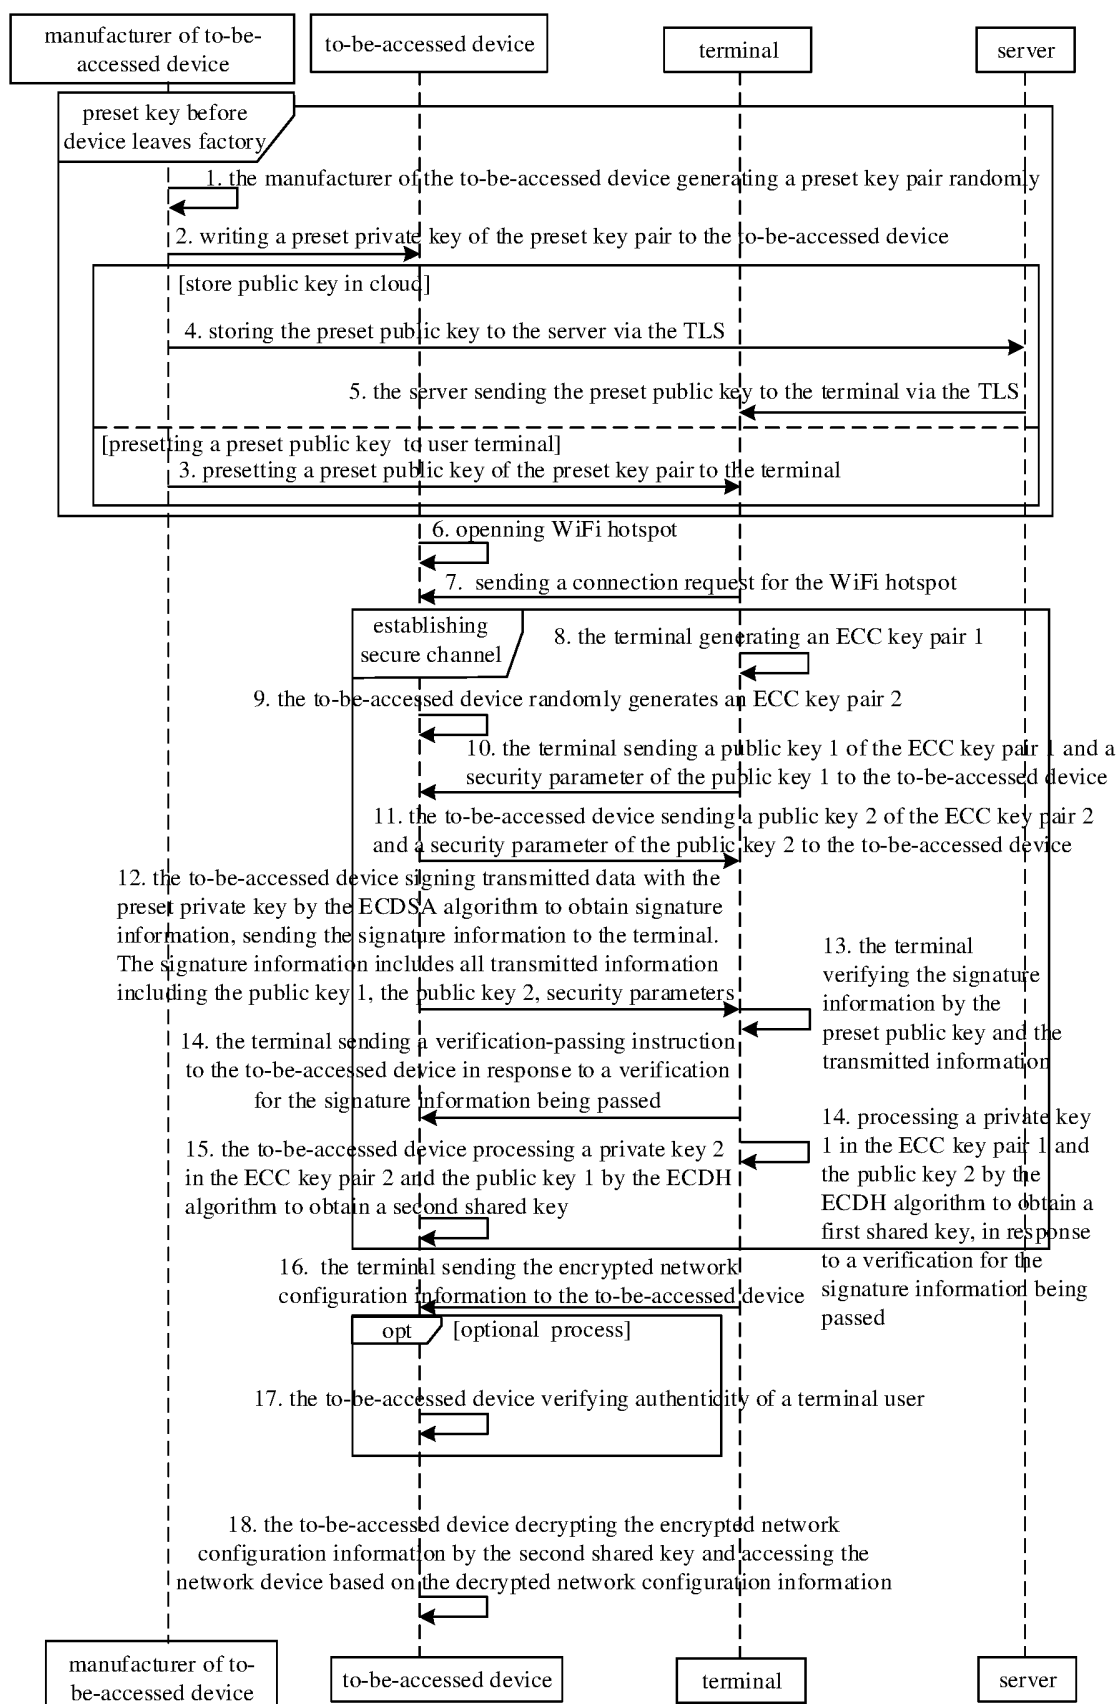 manufacturer of to-be-
accessed device
to-be-accessed device
terminal
server
preset key before
device leaves factory
1. the manufacturer of the to-be-accessed device generating a preset key pair randomly
2. writing a preset private key of the preset key pair to the to-be-accessed device
[store public key in cloud]
4. storing the preset public key to the server via the TLS
5. the server sending the preset public key to the terminal via the TLS
[presetting a preset public key to user terminal]
3. presetting a preset public key of the preset key pair to the terminal
6. openning WiFi hotspot
7. sending a connection request for the WiFi hotspot
establishing
secure channel
8. the terminal generating an ECC key pair 1
9. the to-be-accessed device randomly generates an ECC key pair 2
10. the terminal sending a public key 1 of the ECC key pair 1 and a
security parameter of the public key 1 to the to-be-accessed device
11. the to-be-accessed device sending a public key 2 of the ECC key pair 2
and a security parameter of the public key 2 to the to-be-accessed device
12. the to-be-accessed device signing transmitted data with the
preset private key by the ECDSA algorithm to obtain signature
information, sending the signature information to the terminal.
The signature information includes all transmitted information
including the public key 1, the public key 2, security parameters
13. the terminal
verifying the signature
information by the
preset public key and the
transmitted information
14. the terminal sending a verification-passing instruction
to the to-be-accessed device in response to a verification
for the signature information being passed
14. processing a private key
1 in the ECC key pair 1 and
the public key 2 by the
ECDH algorithm to obtain a
first shared key, in response
to a verification for the
signature information being
passed
15. the to-be-accessed device processing a private key 2
in the ECC key pair 2 and the public key 1 by the ECDH
algorithm to obtain a second shared key
16. the terminal sending the encrypted network
configuration information to the to-be-accessed device
opt
[optional process]
17. the to-be-accessed device verifying authenticity of a terminal user
18. the to-be-accessed device decrypting the encrypted network
configuration information by the second shared key and accessing the
network device based on the decrypted network configuration information
manufacturer of to-
be-accessed device
to-be-accessed device
terminal
server